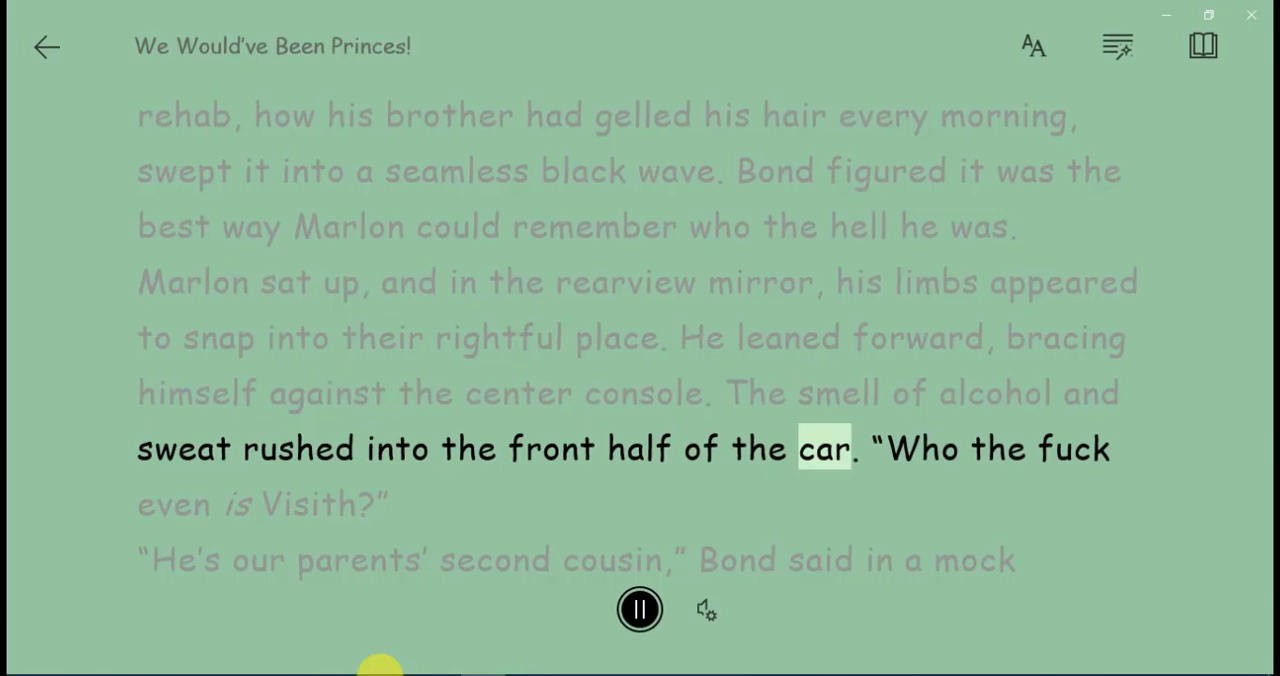 We Would've Been Princes!
rehab, how his brother had gelled his hair every morning,
swept it into a seamless black wave. Bond figured it was the
best way Marlon could remember who the hell he was.
Marlon sat up, and in the rearview mirror, his limbs appeared
to snap into their rightful place. He leaned forward, bracing
himself against the center console. The smell of alcohol and
sweat rushed into the front half of the car. “Who the fuck
even is Visith?”
“He's our parents' second cousin,” Bond said in a mock